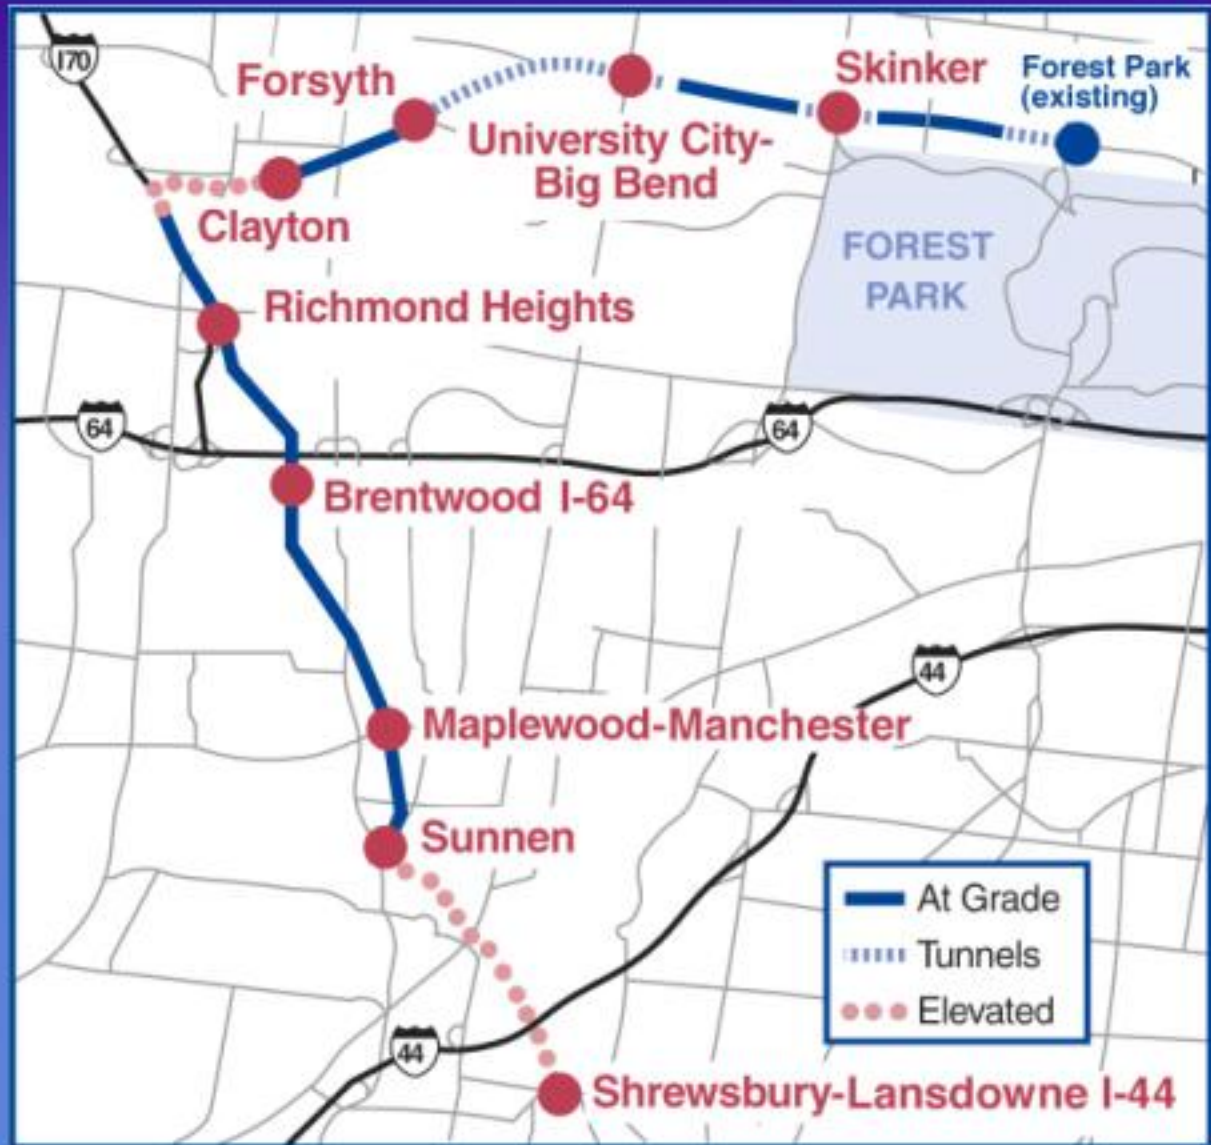 170
Forsyth
Skinker
Forest Park
(existing)
University City-
Big Bend
Clayton
FOREST
PARK
Richmond Heights
64
64
Brentwood I-64
44
Maplewood-Manchester
Sunnen
At Grade
Tunnels
Elevated
44
Shrewsbury-Lansdowne I-44